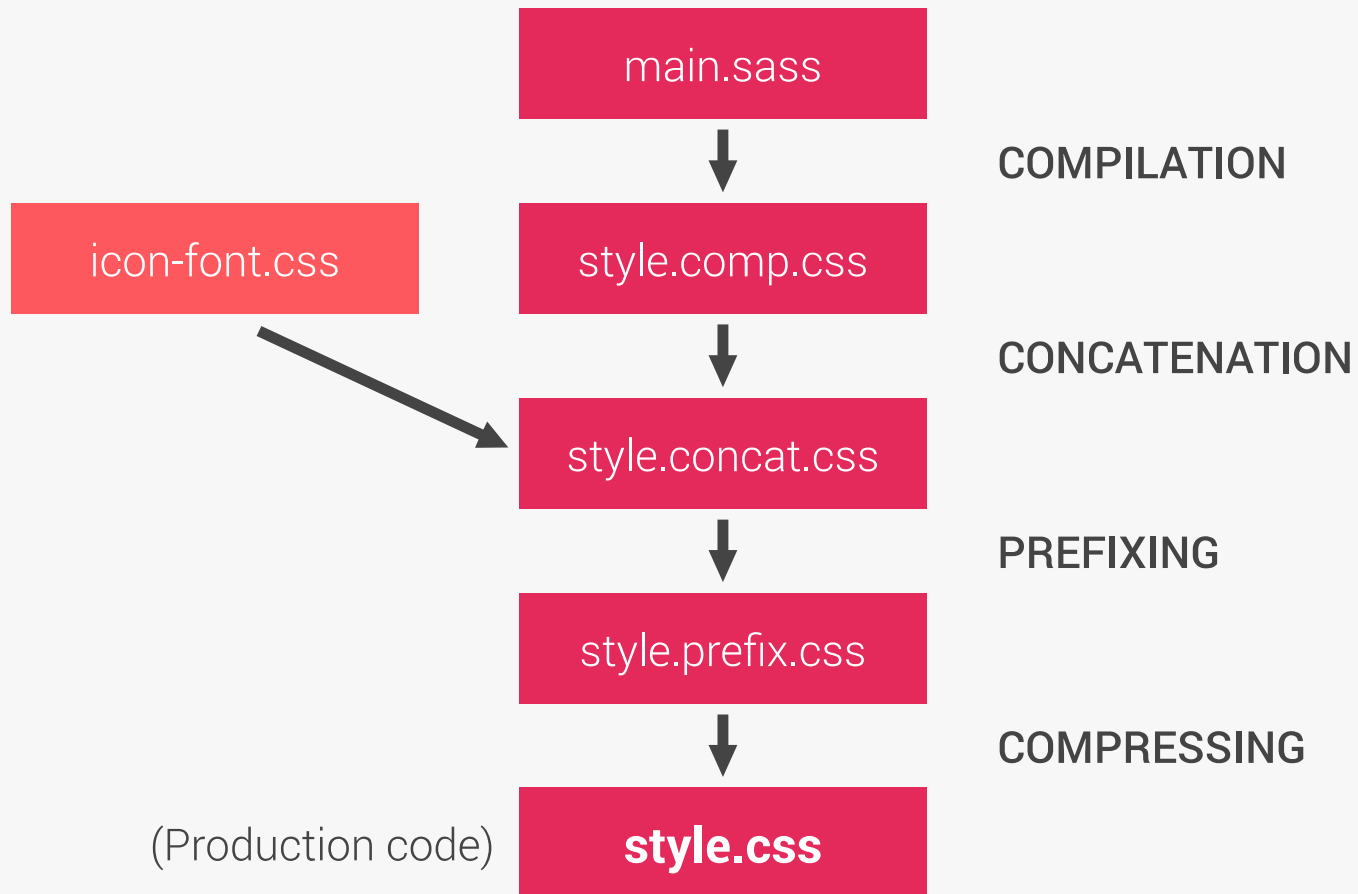 main.sass
COMPILATION
icon-font.css
style.comp.css
CONCATENATION
style.concat.css
PREFIXING
style.prefix.css
COMPRESSING
(Production code)
style.css